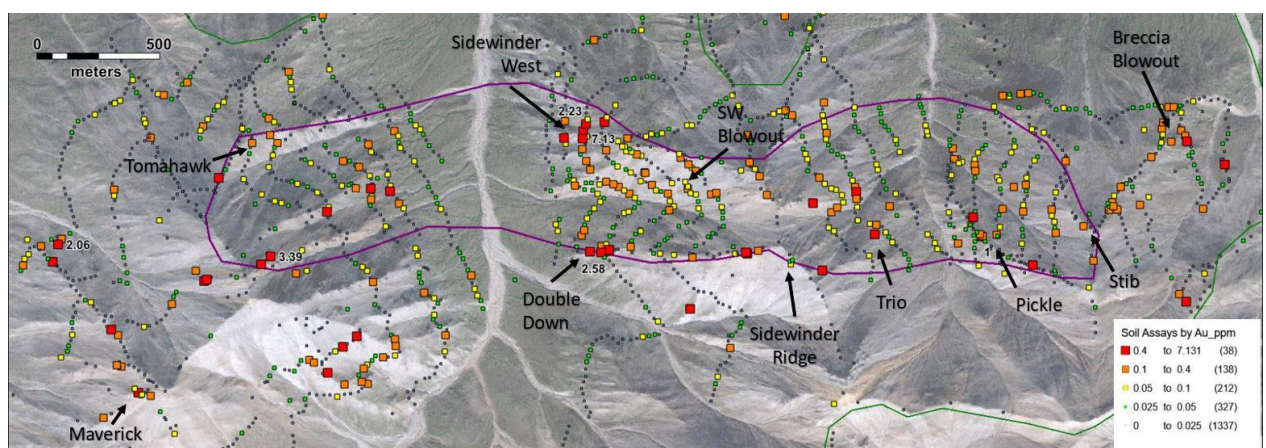 0 500
meters
Sidewinder
West
Breccia
Blowout
2.23
7.13
SW
Blowout
Tomahawk
2.06
3.39
2.58
Double
Down
1
Stib
Trio
Pickle
Sidewinder
Ridge
Maverick
Soil Assays by Au_ppm
0.4 to 7.131 (38)
0.1 to 0.4 (138)
0.05 to 0.1 (212)
0.025 to 0.05 (327)
0 to 0.025 (1337)